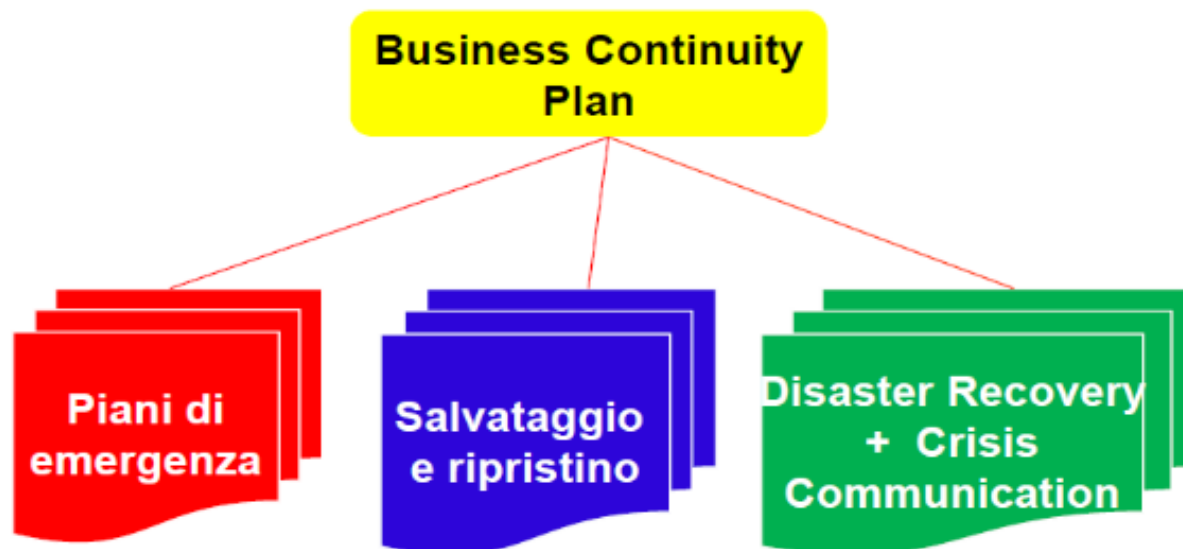 Business Continuity
Plan
Piani di
emergenza
Salvataggio
e ripristino
Disaster Recovery
+ Crisis
Communication